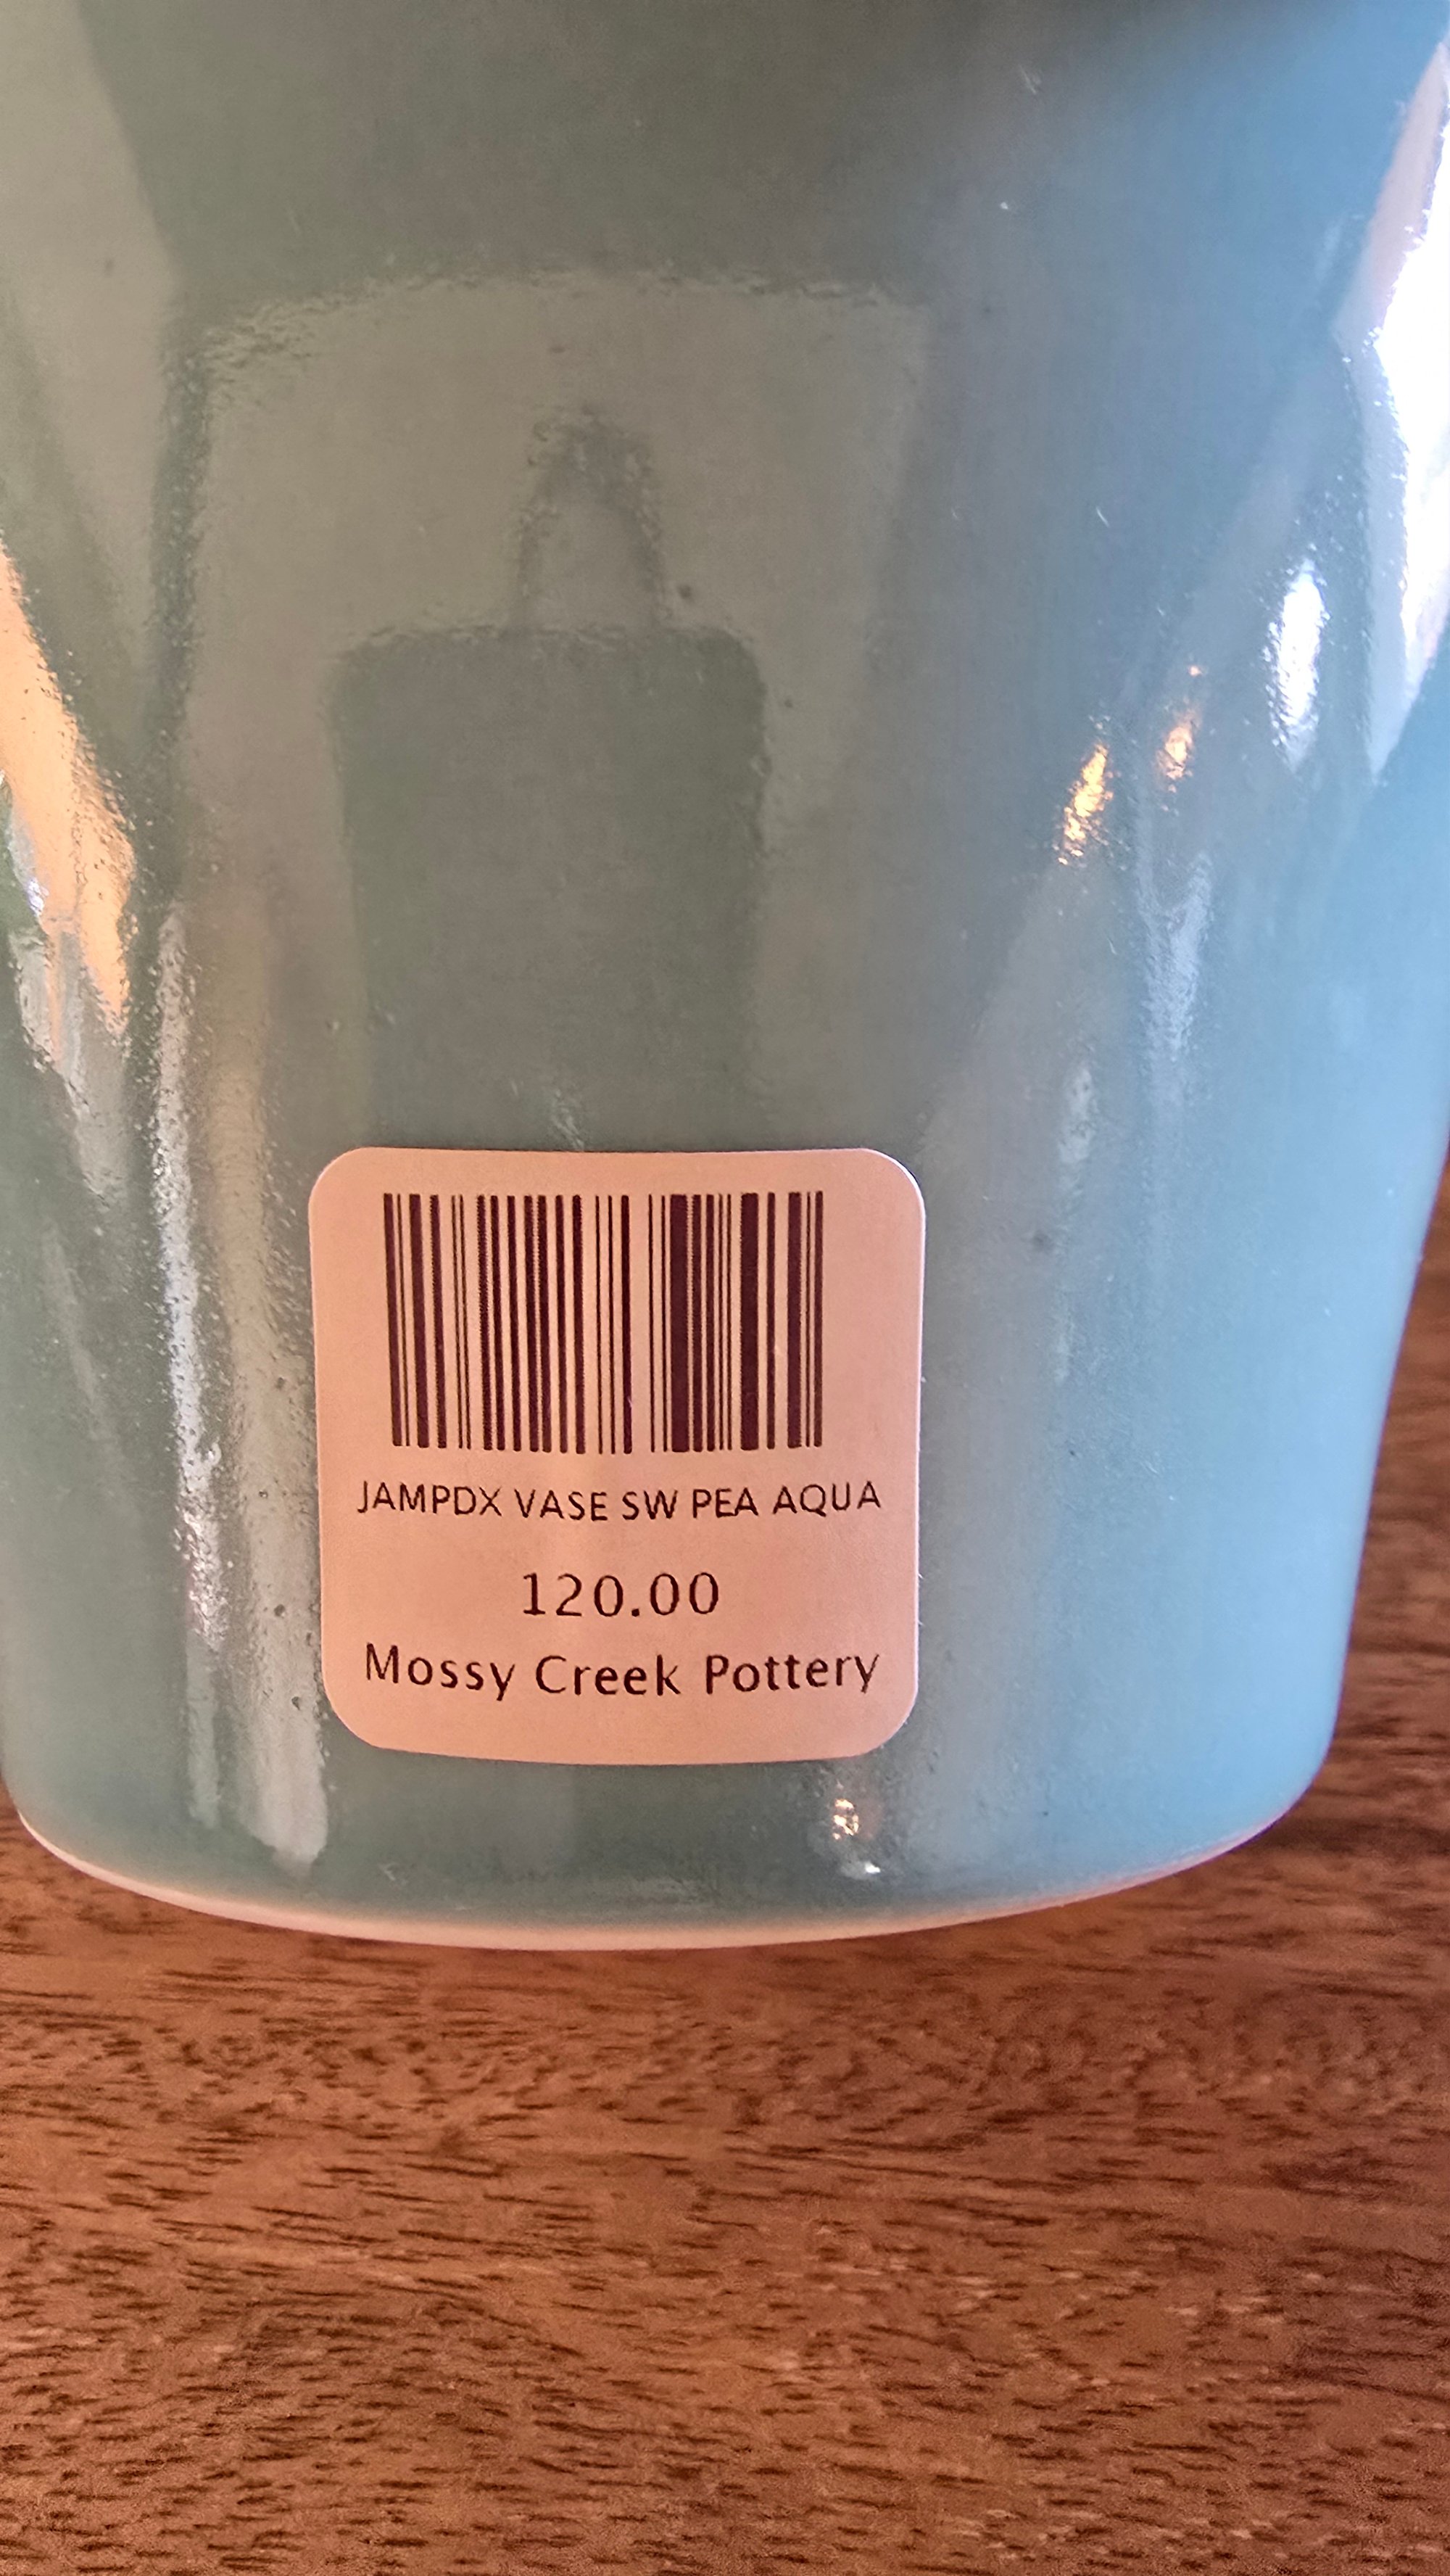 JAMPDX VASE SW PEA AQUA
120.00
Mossy Creek Pottery